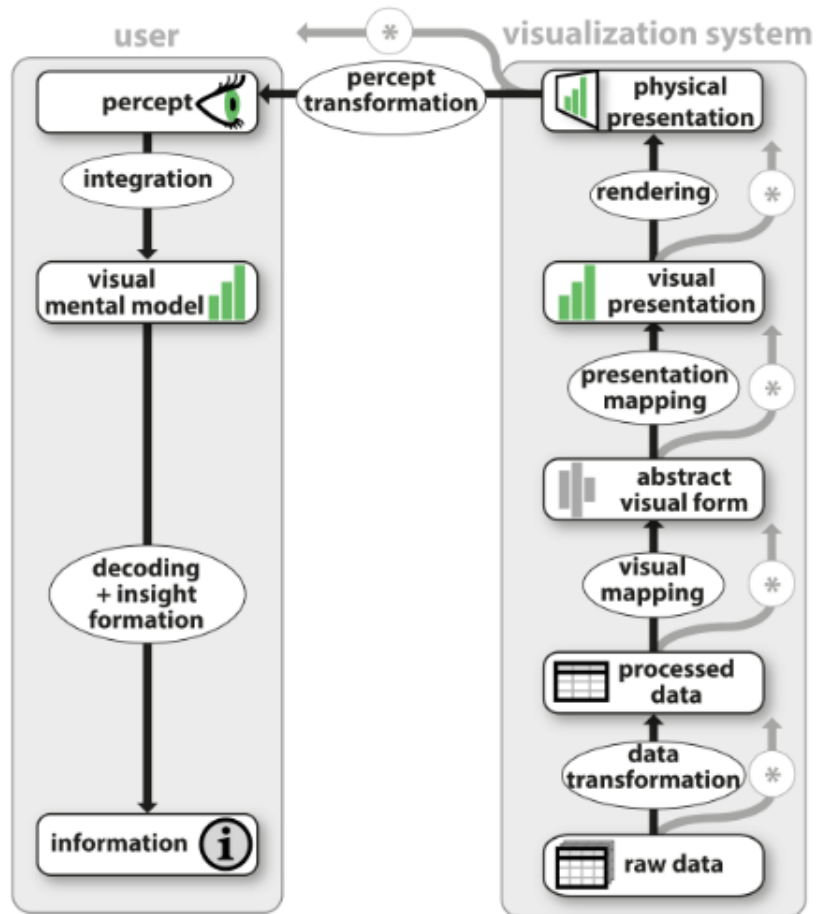 user
visualization system
*
percept
percept
transformation
physical
presentation
integration
rendering
*
visual
mental model
visual
presentation
presentation
mapping
*
abstract
visual form
decoding
+ insight
formation
visual
mapping
*
processed
data
data
transformation
*
information
i
raw data